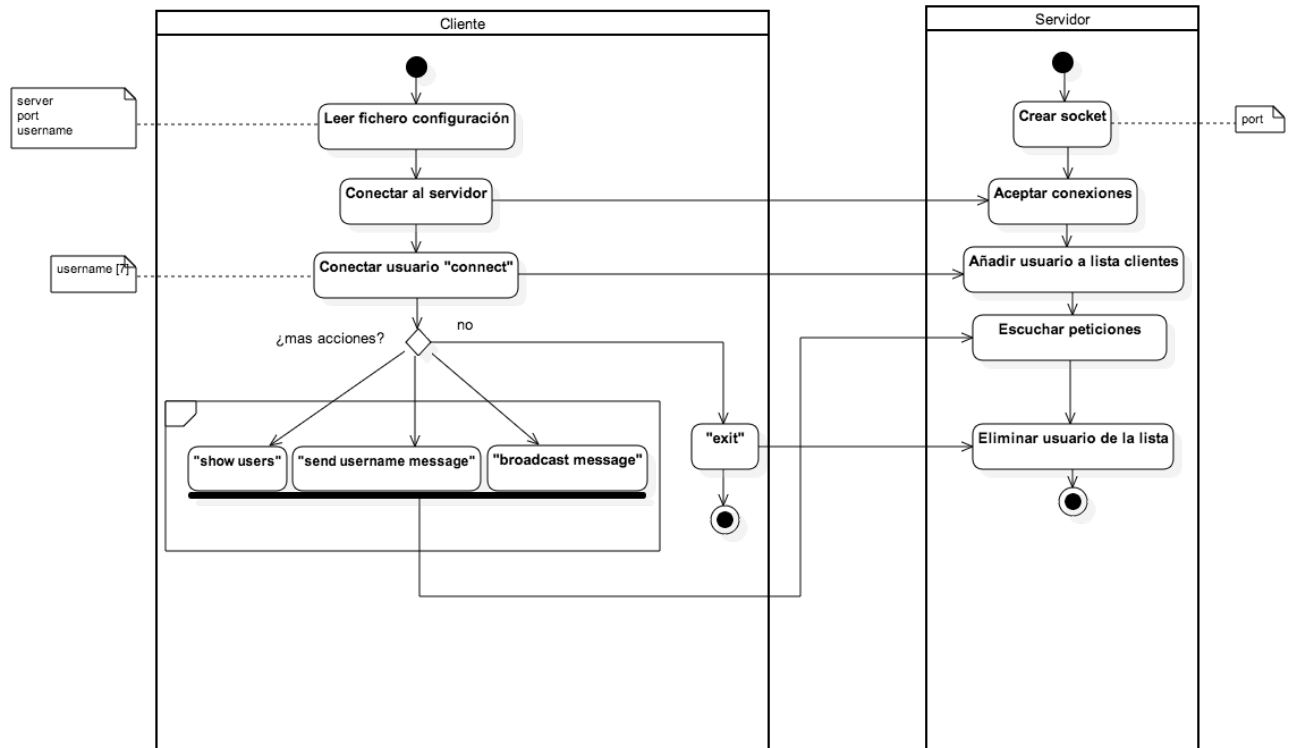 Cliente
Servidor
server
port
username
Leer fichero configuración
Crear socket
port
Conectar al servidor
Aceptar conexiones
username [7]
Conectar usuario "connect"
Añadir usuario a lista clientes
¿mas acciones?
no
Escuchar peticiones
"show users"
"send username message"
"broadcast message"
"exit"
Eliminar usuario de la lista